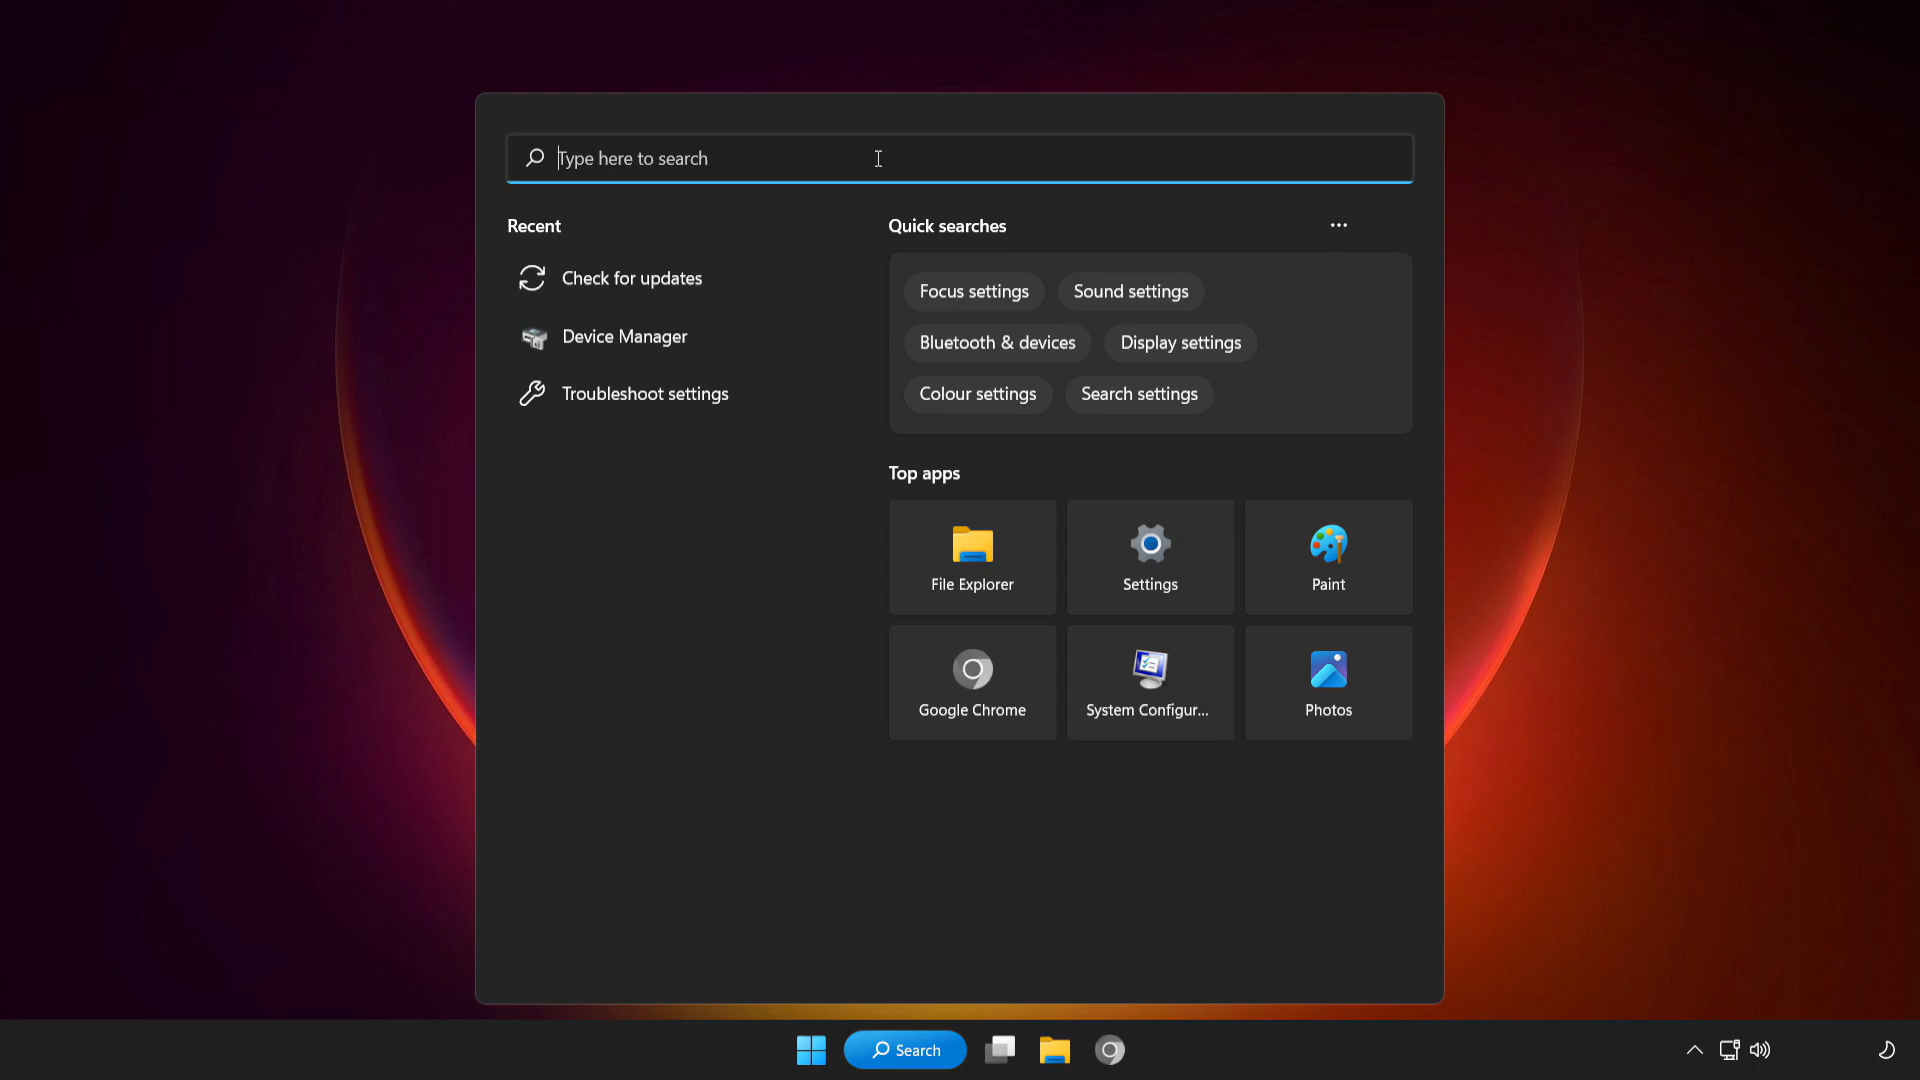 Type here to search
Recent
Quick searches
Check for updates
Focus settings
Sound settings
Device Manager
Bluetooth & devices
Display settings
Troubleshoot settings
Colour settings
Search settings
Top apps
File Explorer
Settings
Paint
Google Chrome
System Configur...
Photos
Search